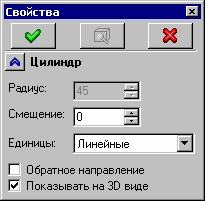 Свойства
Цилиндр
Радиус: 45
Смещение: 0
Единицы: Линейные
Обратное направление
Показывать на 3D виде